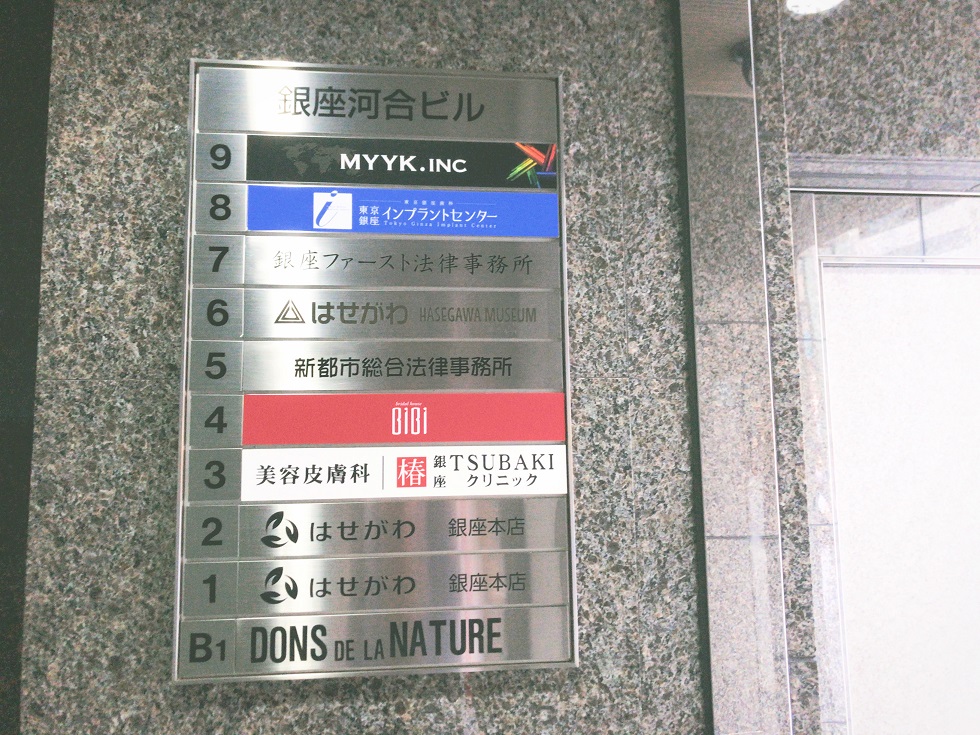 銀座河合ビル
9 MYYK.INC
8 東京銀座 インプラントセンター
Tokyo Ginza Implant Center
7 銀座ファースト法律事務所
6 はせがわ HASEGAWA MUSEUM
5 新都市総合法律事務所
4 BiBi
3 美容皮膚科 椿 銀座 TSUBAKI
クリニック
2 はせがわ 銀座本店
1 はせがわ 銀座本店
B1 DONS DE LA NATURE